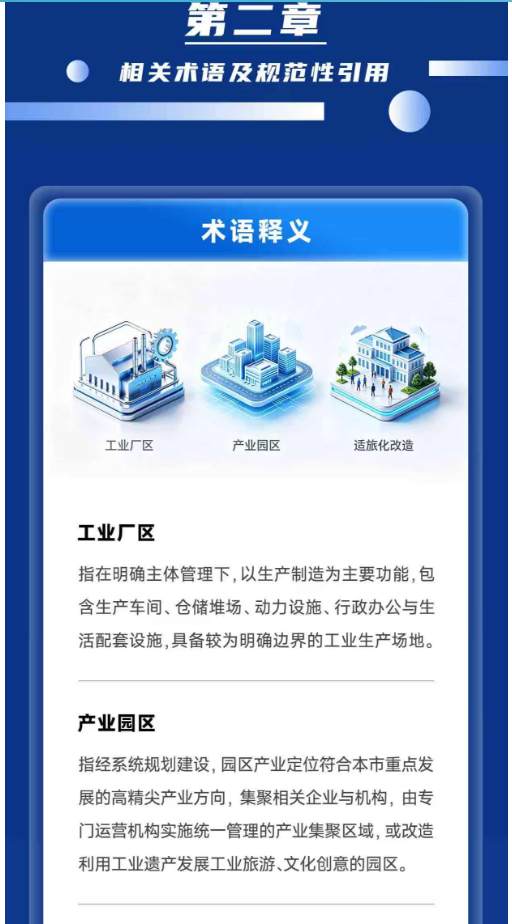 第二章
相关术语及规范性引用
术语释义
工业厂区
产业园区
适旅化改造
工业厂区
指在明确主体管理下，以生产制造为主要功能，包
含生产车间、仓储堆场、动力设施、行政办公与生
活配套设施，具备较为明确边界的工业生产场地。
产业园区
指经系统规划建设，园区产业定位符合本市重点发
展的高精尖产业方向，集聚相关企业与机构，由专
门运营机构实施统一管理的产业集聚区域，或改造
利用工业遗产发展工业旅游、文化创意的园区。